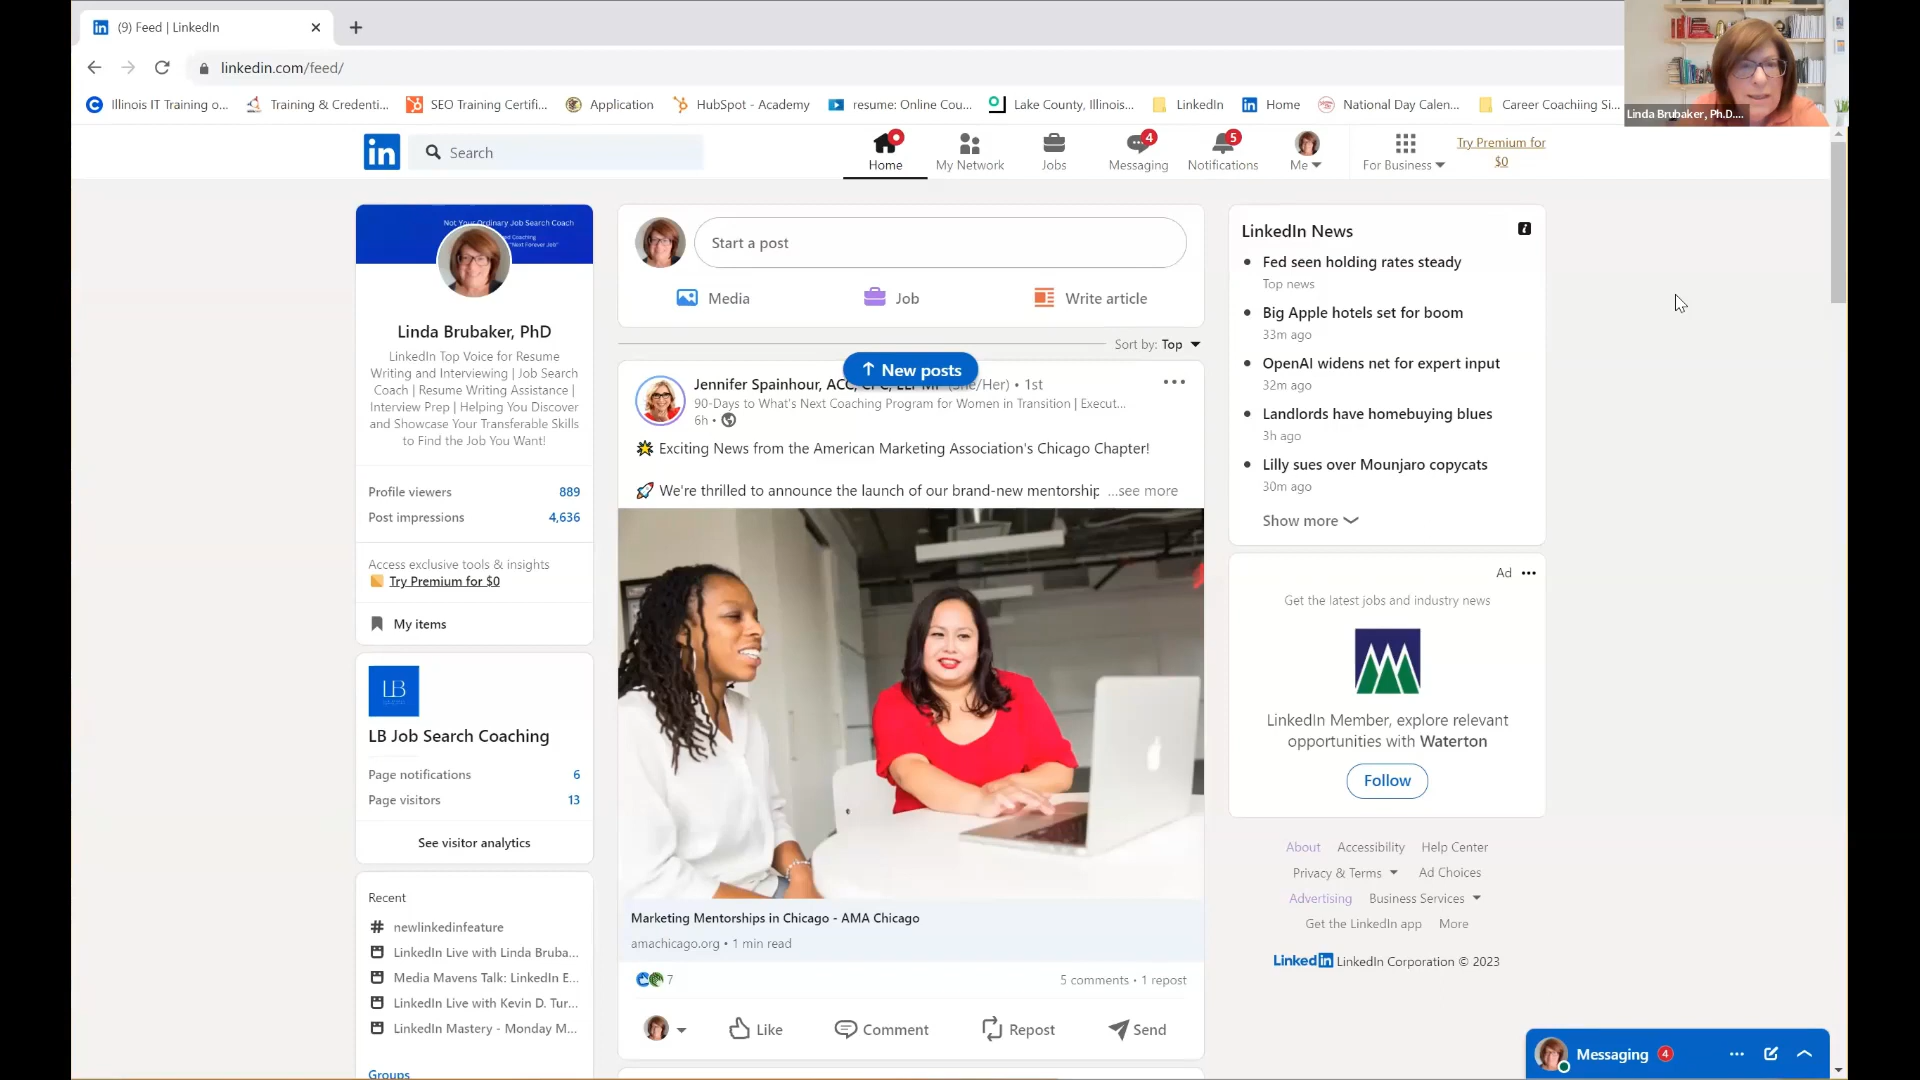 (9) Feed | LinkedIn
linkedin.com/feed/
Illinois IT Training o...
Training & Credenti...
SEO Training Certifi...
Application
HubSpot - Academy
resume: Online Cou...
Lake County, Illinois...
LinkedIn
Home
National Day Calen...
Career Coachiing Si...
Linda Brubaker, Ph.D....
in
Search
Home
My Network
Jobs
4
Messaging
5
Notifications
Me
For Business
Try Premium for
$0
Not Your Ordinary Job Search Coach
"Next Forever Job"
Linda Brubaker, PhD
LinkedIn Top Voice for Resume
Writing and Interviewing | Job Search
Coach | Resume Writing Assistance |
Interview Prep | Helping You Discover
and Showcase Your Transferable Skills
to Find the Job You Want!
Profile viewers 889
Post impressions 4,636
Access exclusive tools & insights
Try Premium for $0
My items
LB
LB Job Search Coaching
Page notifications 6
Page visitors 13
See visitor analytics
Recent
# newlinkedinfeature
LinkedIn Live with Linda Bruba...
Media Mavens Talk: LinkedIn E...
LinkedIn Live with Kevin D. Tur...
LinkedIn Mastery - Monday M...
Groups
Start a post
Media
Job
Write article
Sort by: Top
↑ New posts
Jennifer Spainhour, (She/Her) • 1st
90-Days to What's Next Coaching Program for Women in Transition | Execut...
6h •
Exciting News from the American Marketing Association's Chicago Chapter!
We're thrilled to announce the launch of our brand-new mentorship ...see more
Marketing Mentorships in Chicago - AMA Chicago
amachicago.org • 1 min read
7
5 comments • 1 repost
Like
Comment
Repost
Send
LinkedIn News
Fed seen holding rates steady
Top news
Big Apple hotels set for boom
33m ago
OpenAI widens net for expert input
32m ago
Landlords have homebuying blues
3h ago
Lilly sues over Mounjaro copycats
30m ago
Show more
Ad
Get the latest jobs and industry news
LinkedIn Member, explore relevant
opportunities with Waterton
Follow
About Accessibility Help Center
Privacy & Terms Ad Choices
Advertising Business Services
Get the LinkedIn app More
LinkedIn LinkedIn Corporation © 2023
Messaging 4